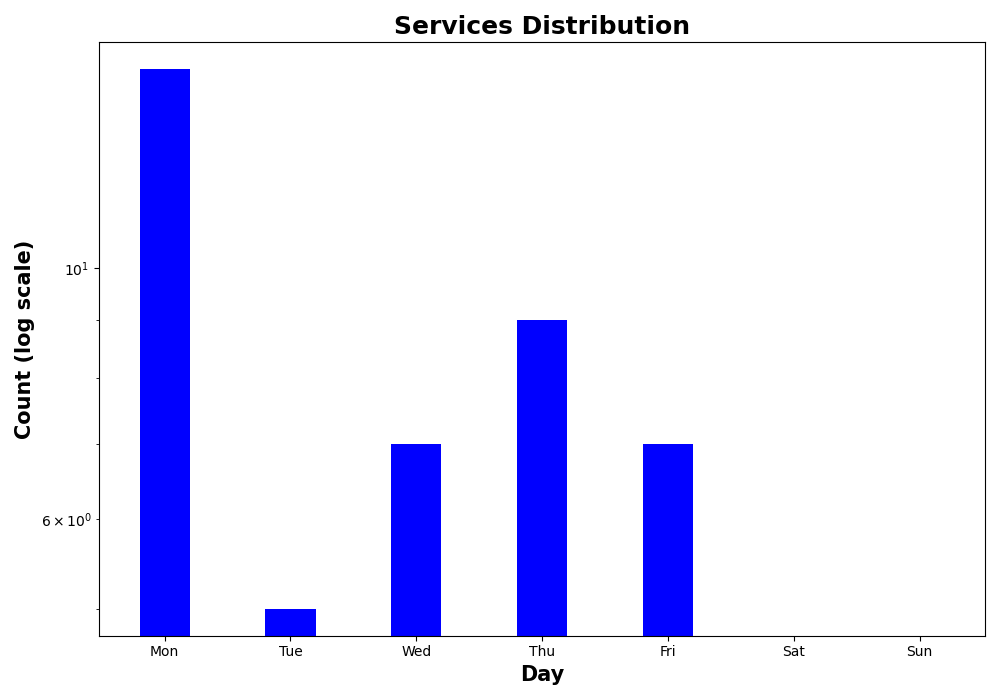 Services Distribution
Count (log scale)
10¹
6 × 10⁰
Mon Tue Wed Thu Fri Sat Sun
Day